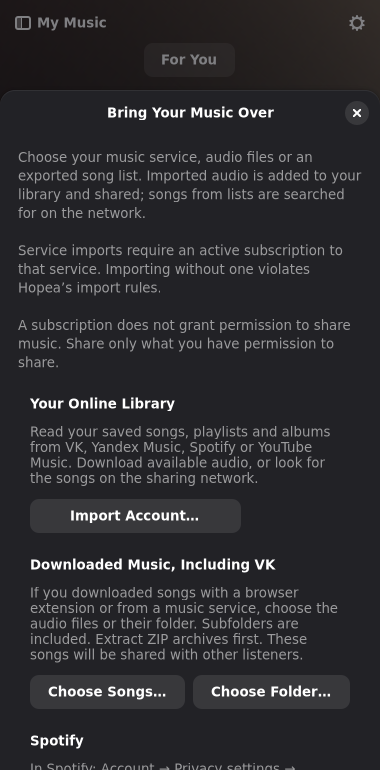 My Music
For You
Bring Your Music Over
Choose your music service, audio files or an
exported song list. Imported audio is added to your
library and shared; songs from lists are searched
for on the network.
Service imports require an active subscription to
that service. Importing without one violates
Hopea’s import rules.
A subscription does not grant permission to share
music. Share only what you have permission to
share.
Your Online Library
Read your saved songs, playlists and albums
from VK, Yandex Music, Spotify or YouTube
Music. Download available audio, or look for
the songs on the sharing network.
Import Account…
Downloaded Music, Including VK
If you downloaded songs with a browser
extension or from a music service, choose the
audio files or their folder. Subfolders are
included. Extract ZIP archives first. These
songs will be shared with other listeners.
Choose Songs… Choose Folder…
Spotify
In Spotify: Account → Privacy settings →